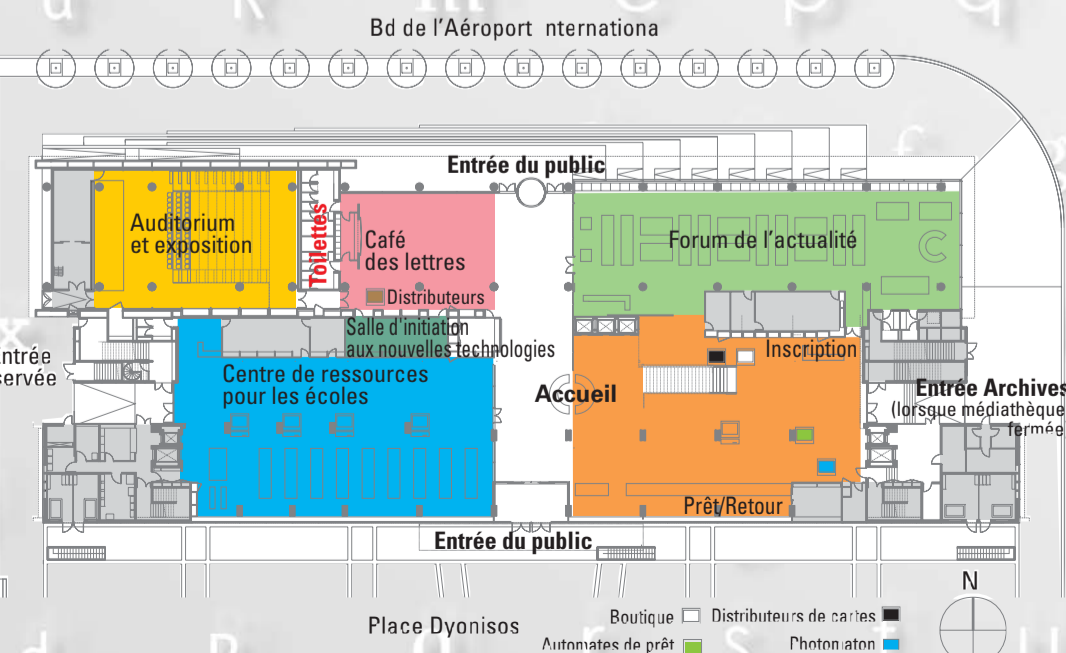 Bd de l'Aéroport nternationa
Entrée du public
Auditorium
et exposition
Toilettes
Café
des lettres
Distributeurs
Forum de l'actualité
Salle d'initiation
aux nouvelles technologies
Inscription
ntrée
servée
Centre de ressources
pour les écoles
Accueil
Entrée Archives
(lorsque médiathèque
fermée
Prêt/Retour
Entrée du public
N
Place Dyonisos
Boutique
Distributeurs de cartes
Automates de prêt
Photomaton